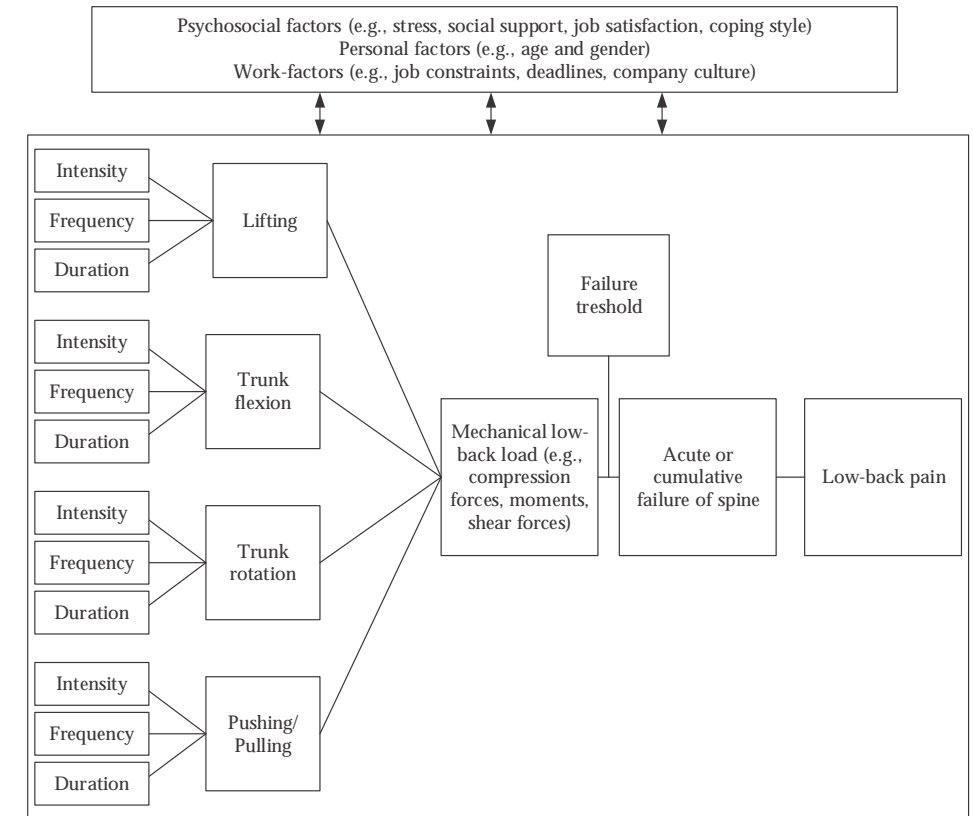 Psychosocial factors (e.g., stress, social support, job satisfaction, coping style)
Personal factors (e.g., age and gender)
Work-factors (e.g., job constraints, deadlines, company culture)
Intensity
Frequency
Duration
Lifting
Intensity
Frequency
Duration
Trunk
flexion
Intensity
Frequency
Duration
Trunk
rotation
Intensity
Frequency
Duration
Pushing/
Pulling
Mechanical low-
back load (e.g.,
compression
forces, moments,
shear forces)
Failure
treshold
Acute or
cumulative
failure of spine
Low-back pain